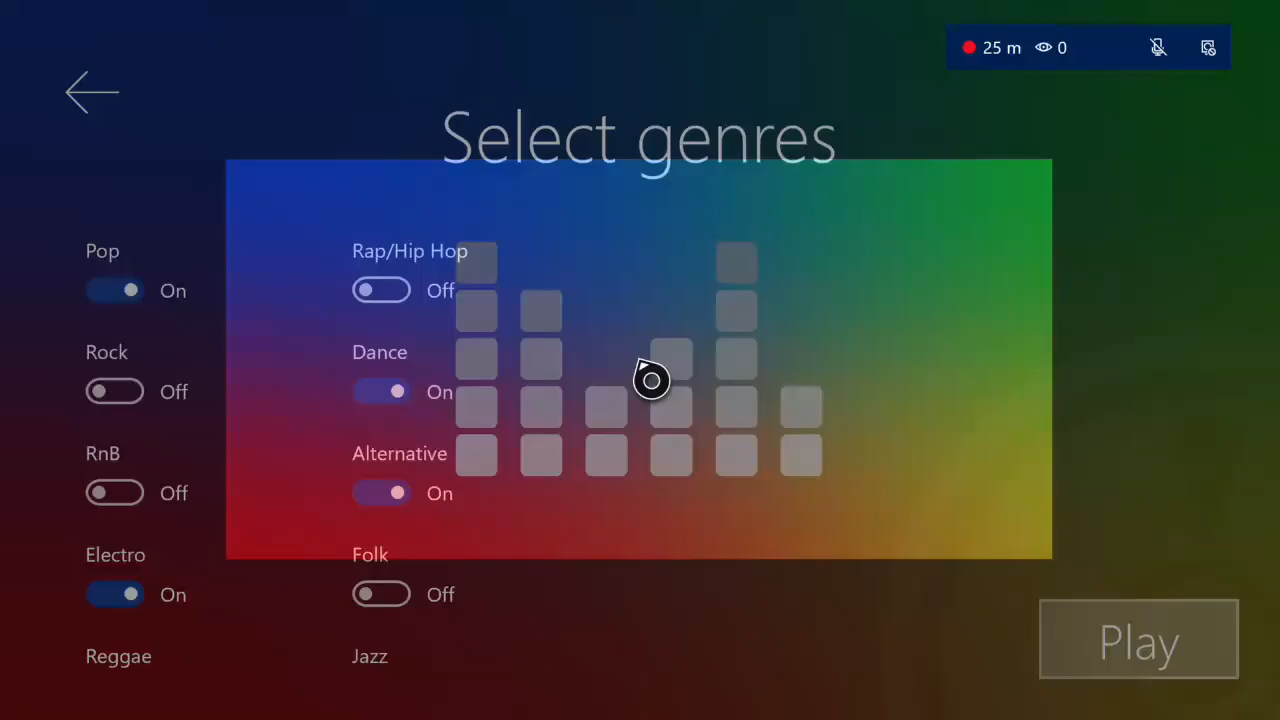 25 m 0
Select genres
Pop
Rap/Hip Hop
On
Off
Rock
Dance
Off
On
RnB
Alternative
Off
On
Electro
Folk
On
Off
Reggae
Jazz
Play